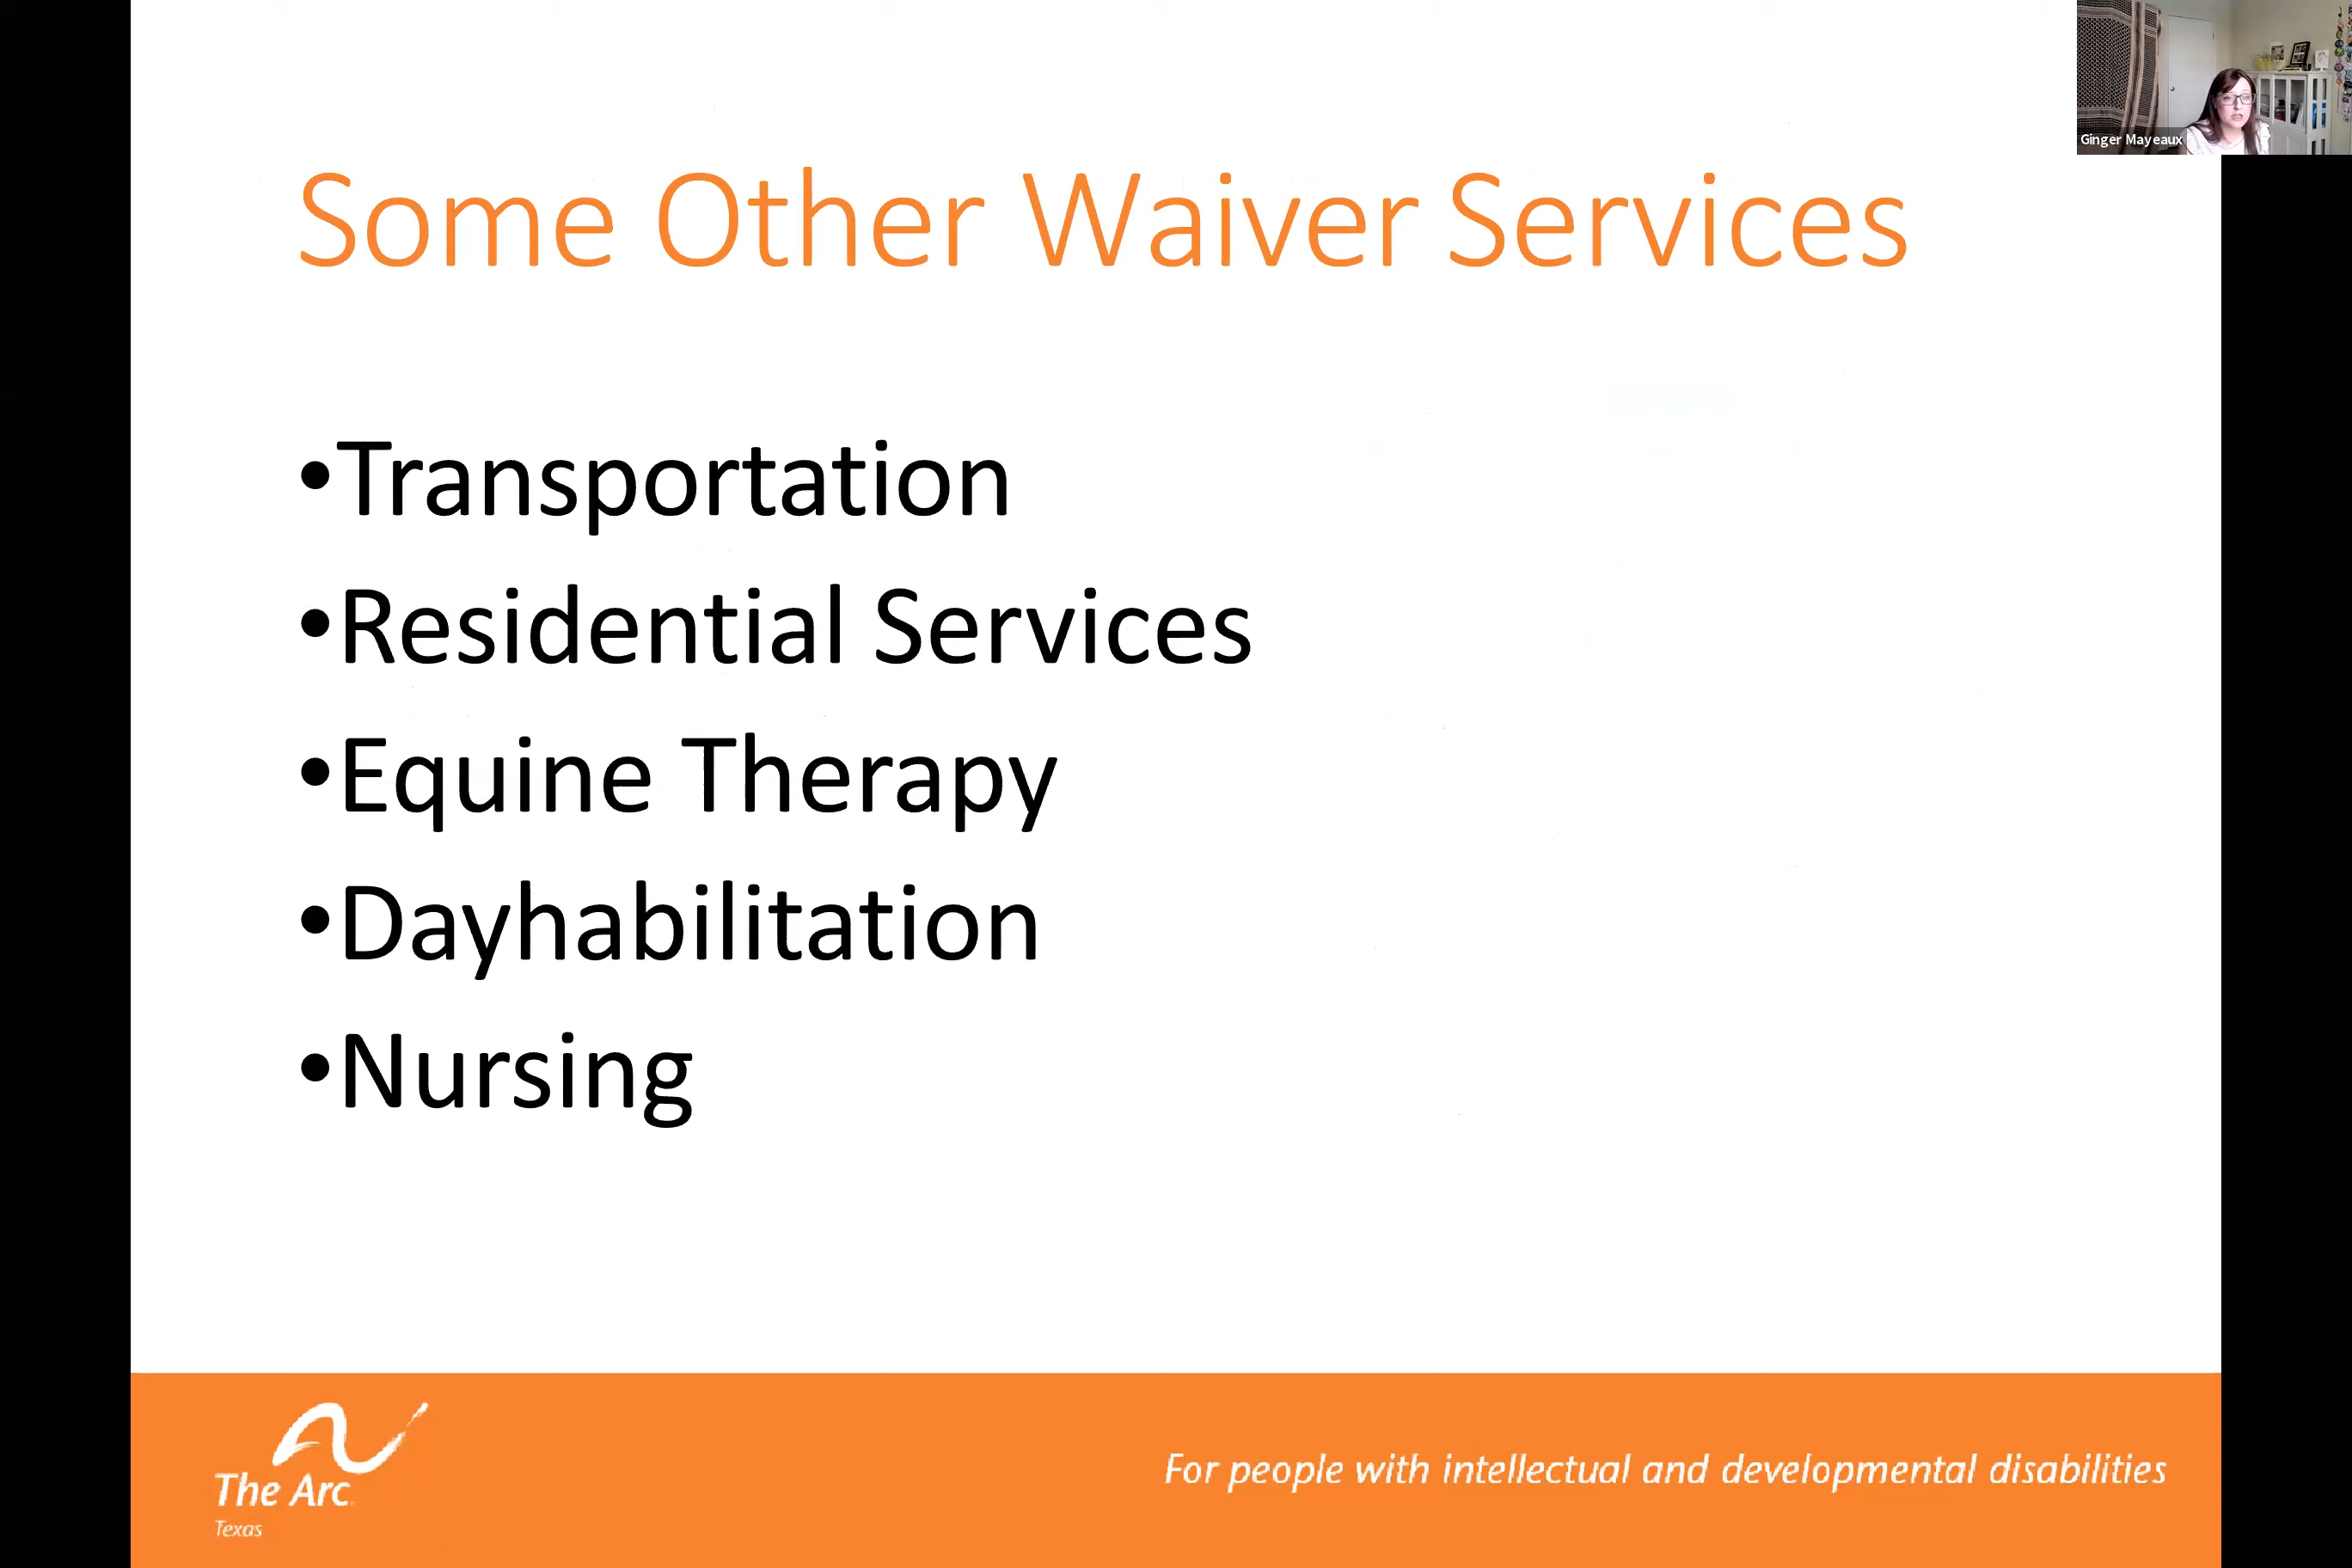 Ginger Mayeaux
Some Other Waiver Services
•Transportation
•Residential Services
•Equine Therapy
•Dayhabilitation
•Nursing
The Arc
Texas
For people with intellectual and developmental disabilities